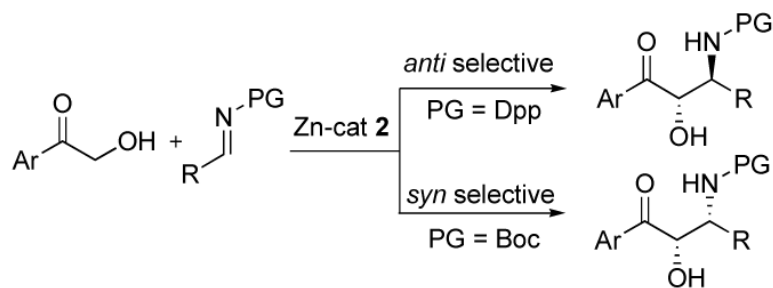 O
Ar
OH
+
N
PG
R
Zn-cat 2
anti selective
PG = Dpp
syn selective
PG = Boc
O
HN
PG
Ar
R
OH
O
HN
PG
Ar
R
OH